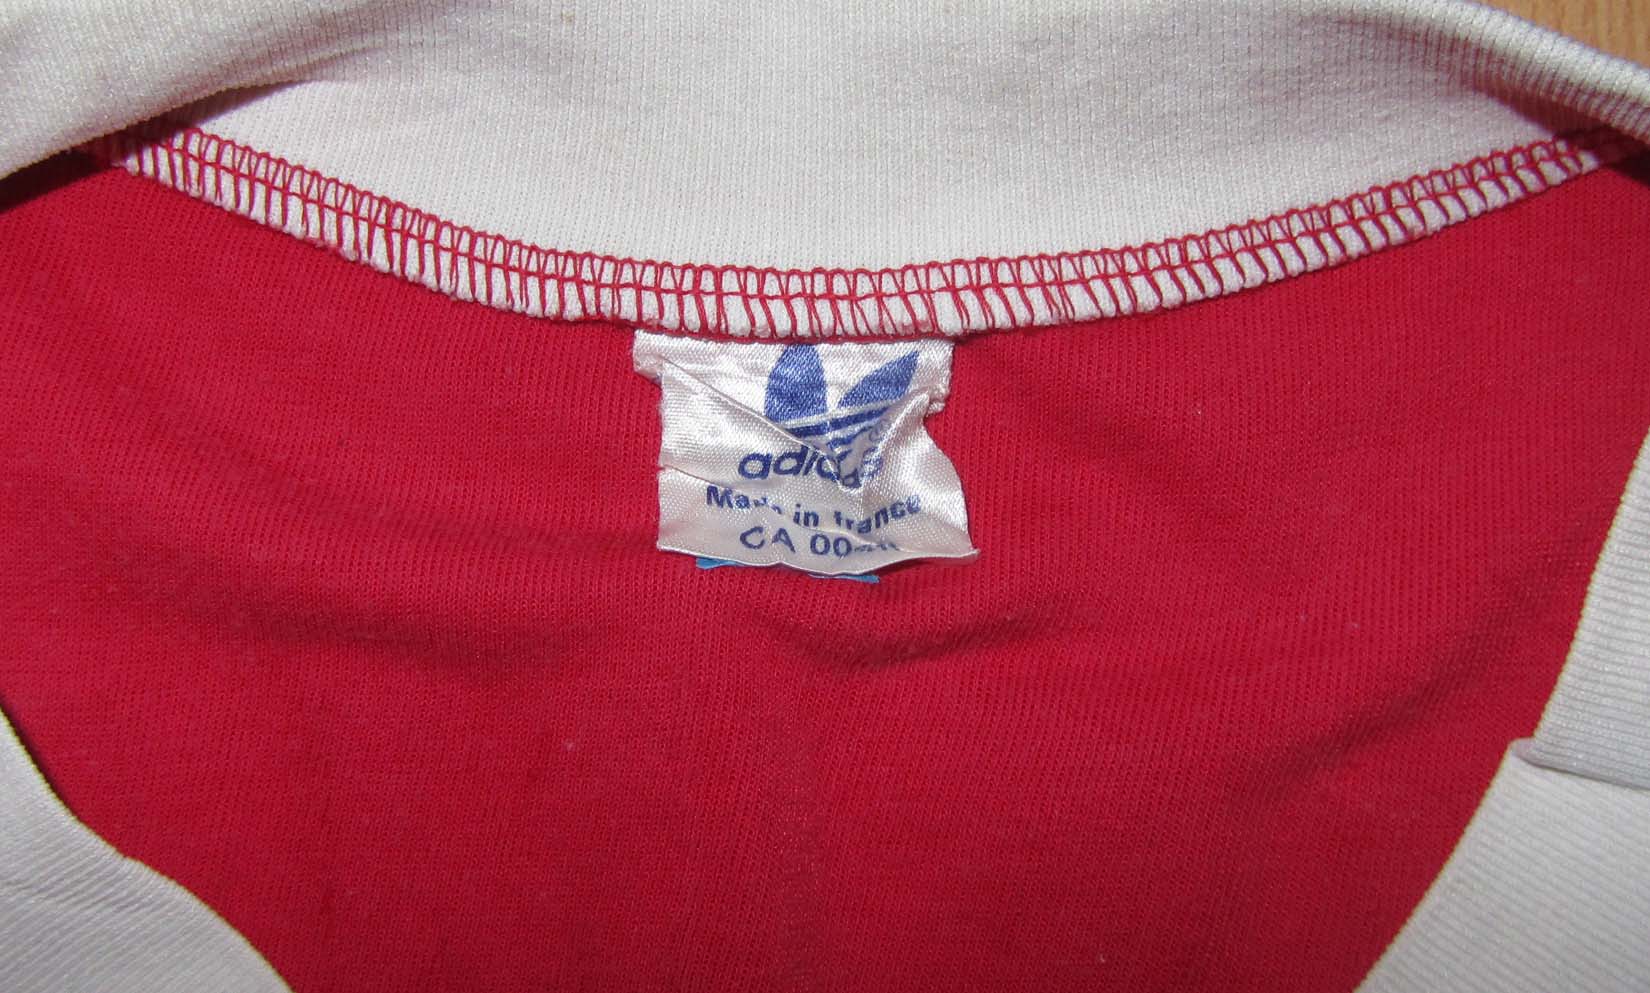 adidas
Made in france
CA 00